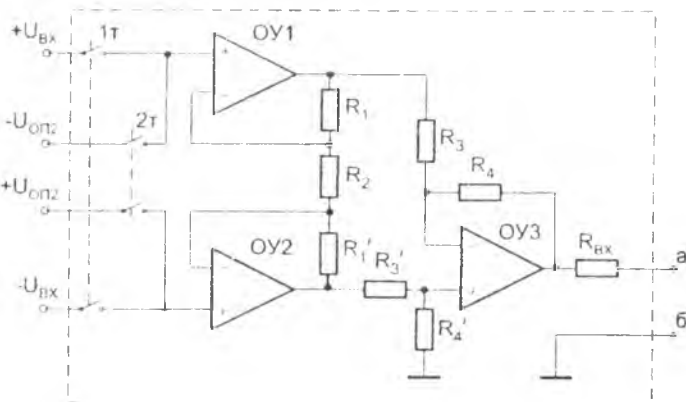 +Uвх
1т
ОУ1
-Uоп2
2т
R1
+Uоп2
R2
R3
R4
ОУ2
R1'
R3'
ОУ3
Rвх
а
-Uвх
R4'
б